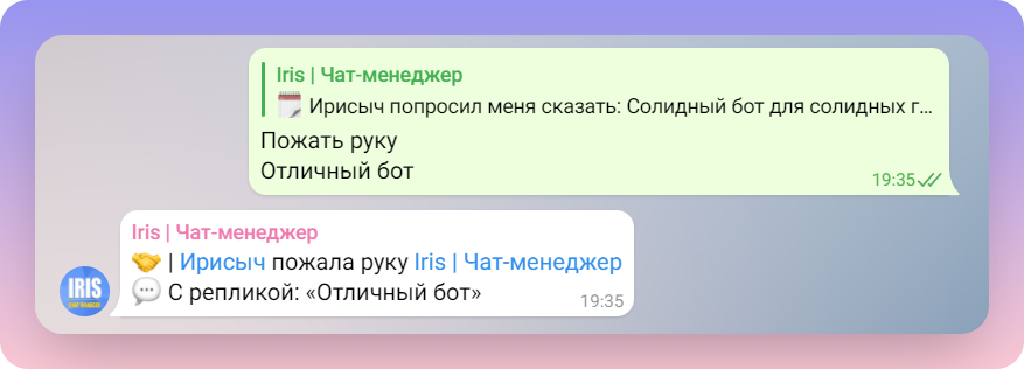 Iris | Чат-менеджер
Ирисыч попросил меня сказать: Солидный бот для солидных г...
Пожать руку
Отличный бот
19:35
Iris | Чат-менеджер
🤝 | Ирисыч пожала руку Iris | Чат-менеджер
💬 С репликой: «Отличный бот»
19:35
IRIS